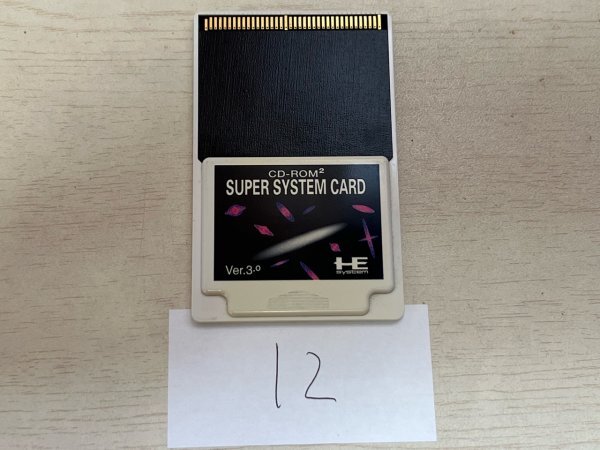 CD-ROM²
SUPER SYSTEM CARD
Ver.3.0
HE
system
12